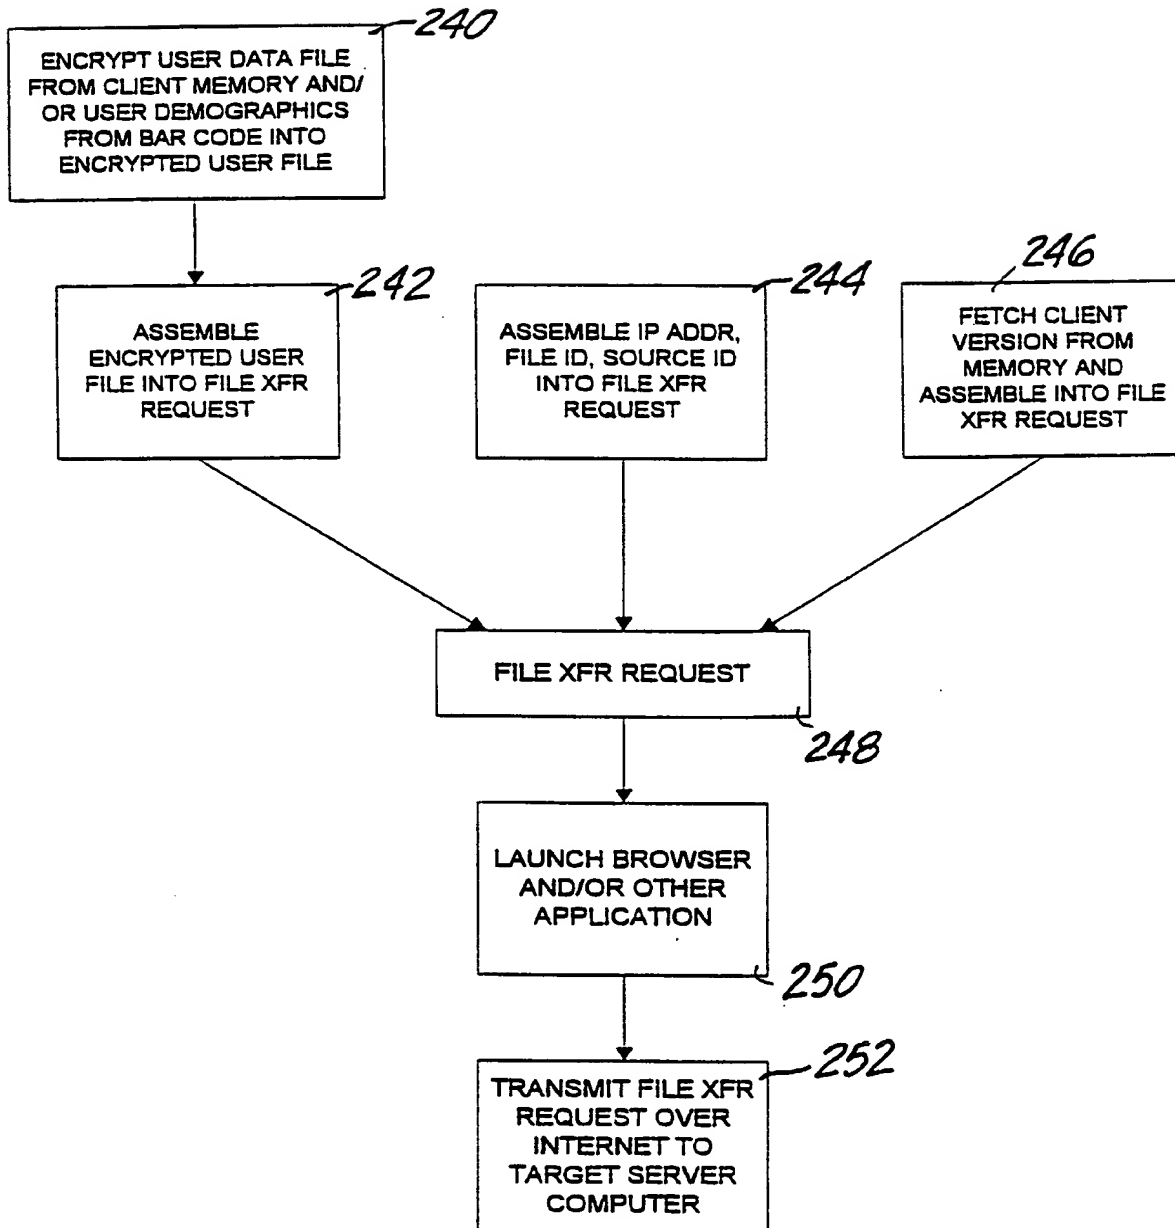 240
ENCRYPT USER DATA FILE
FROM CLIENT MEMORY AND/
OR USER DEMOGRAPHICS
FROM BAR CODE INTO
ENCRYPTED USER FILE
242
ASSEMBLE
ENCRYPTED USER
FILE INTO FILE XFR
REQUEST
244
ASSEMBLE IP ADDR,
FILE ID, SOURCE ID
INTO FILE XFR
REQUEST
246
FETCH CLIENT
VERSION FROM
MEMORY AND
ASSEMBLE INTO FILE
XFR REQUEST
FILE XFR REQUEST
248
LAUNCH BROWSER
AND/OR OTHER
APPLICATION
250
252
TRANSMIT FILE XFR
REQUEST OVER
INTERNET TO
TARGET SERVER
COMPUTER